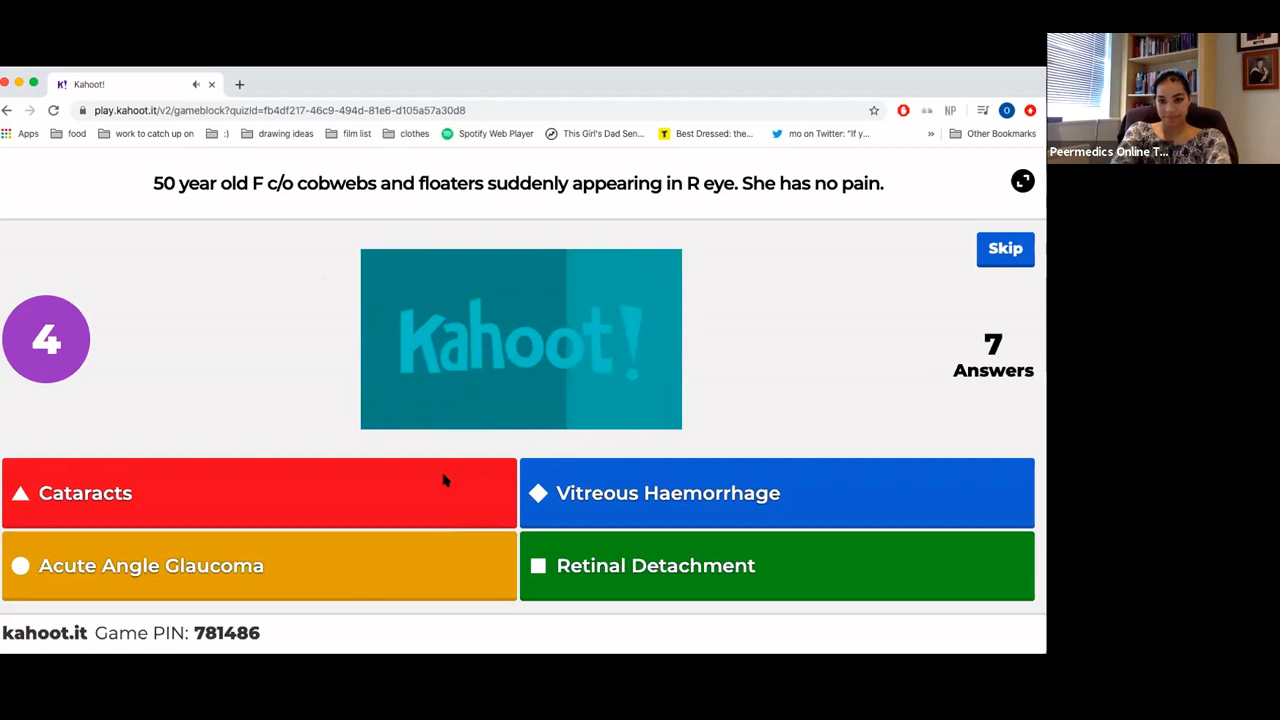 Kahoot!
play.kahoot.it/v2/gameblock?quizId=fb4df217-46c9-494d-81e6-d105a57a30d8
NP
O
Apps food work to catch up on :) drawing ideas film list clothes Spotify Web Player This Girl's Dad Sen... Best Dressed: the... mo on Twitter: "If y... » Other Bookmarks
Peermedics Online T...
50 year old F c/o cobwebs and floaters suddenly appearing in R eye. She has no pain.
Skip
Kahoot!
4
7
Answers
Cataracts
Vitreous Haemorrhage
Acute Angle Glaucoma
Retinal Detachment
kahoot.it Game PIN: 781486